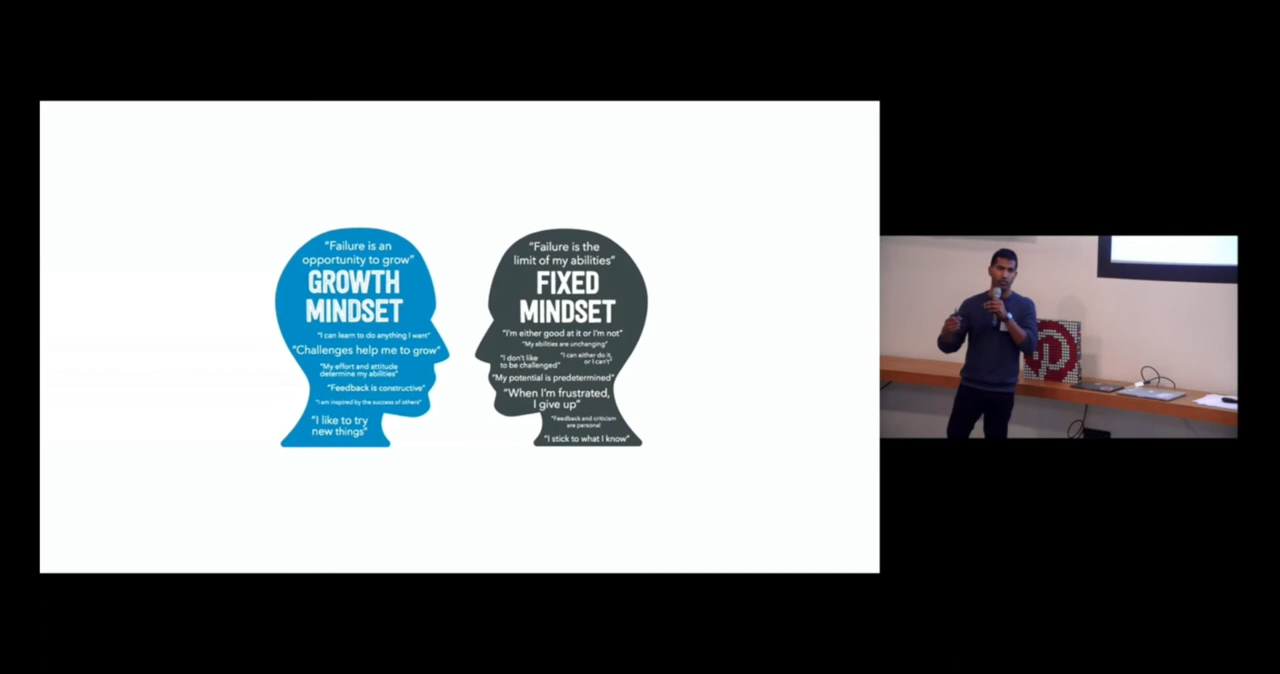 “Failure is an
opportunity to grow”
GROWTH
MINDSET
“I can learn to do anything I want”
“Challenges help me to grow”
“My effort and attitude
determine my abilities”
“Feedback is constructive”
“I am inspired by the success of others”
“I like to try
new things”
“Failure is the
limit of my abilities”
FIXED
MINDSET
“I'm either good at it or I'm not”
“My abilities are unchanging”
“I don't like
to be challenged”
“I can either do it,
or I can't”
“My potential is predetermined”
“When I'm frustrated,
I give up”
“Feedback and criticism
are personal”
“I stick to what I know”